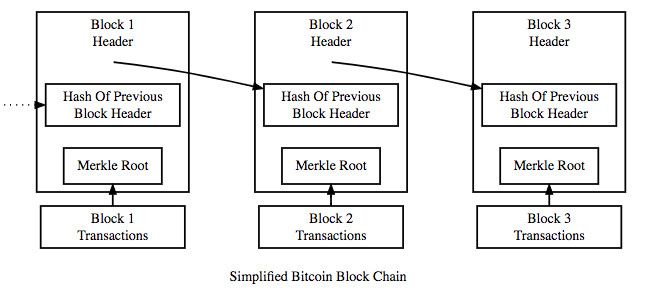 Block 1
Header
Hash Of Previous
Block Header
Merkle Root
Block 1
Transactions
Block 2
Header
Hash Of Previous
Block Header
Merkle Root
Block 2
Transactions
Block 3
Header
Hash Of Previous
Block Header
Merkle Root
Block 3
Transactions
Simplified Bitcoin Block Chain